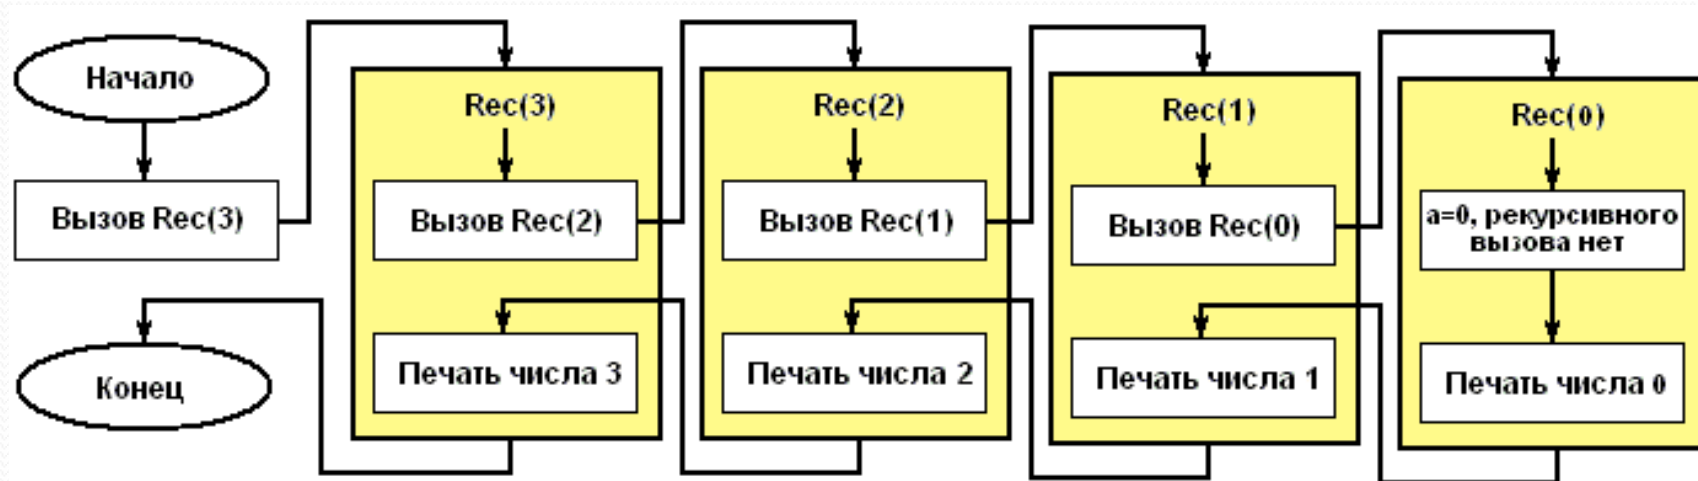 Начало
Вызов Rec(3)
Rec(3)
Вызов Rec(2)
Печать числа 3
Rec(2)
Вызов Rec(1)
Печать числа 2
Rec(1)
Вызов Rec(0)
Печать числа 1
Rec(0)
a=0, рекурсивного
вызова нет
Печать числа 0
Конец